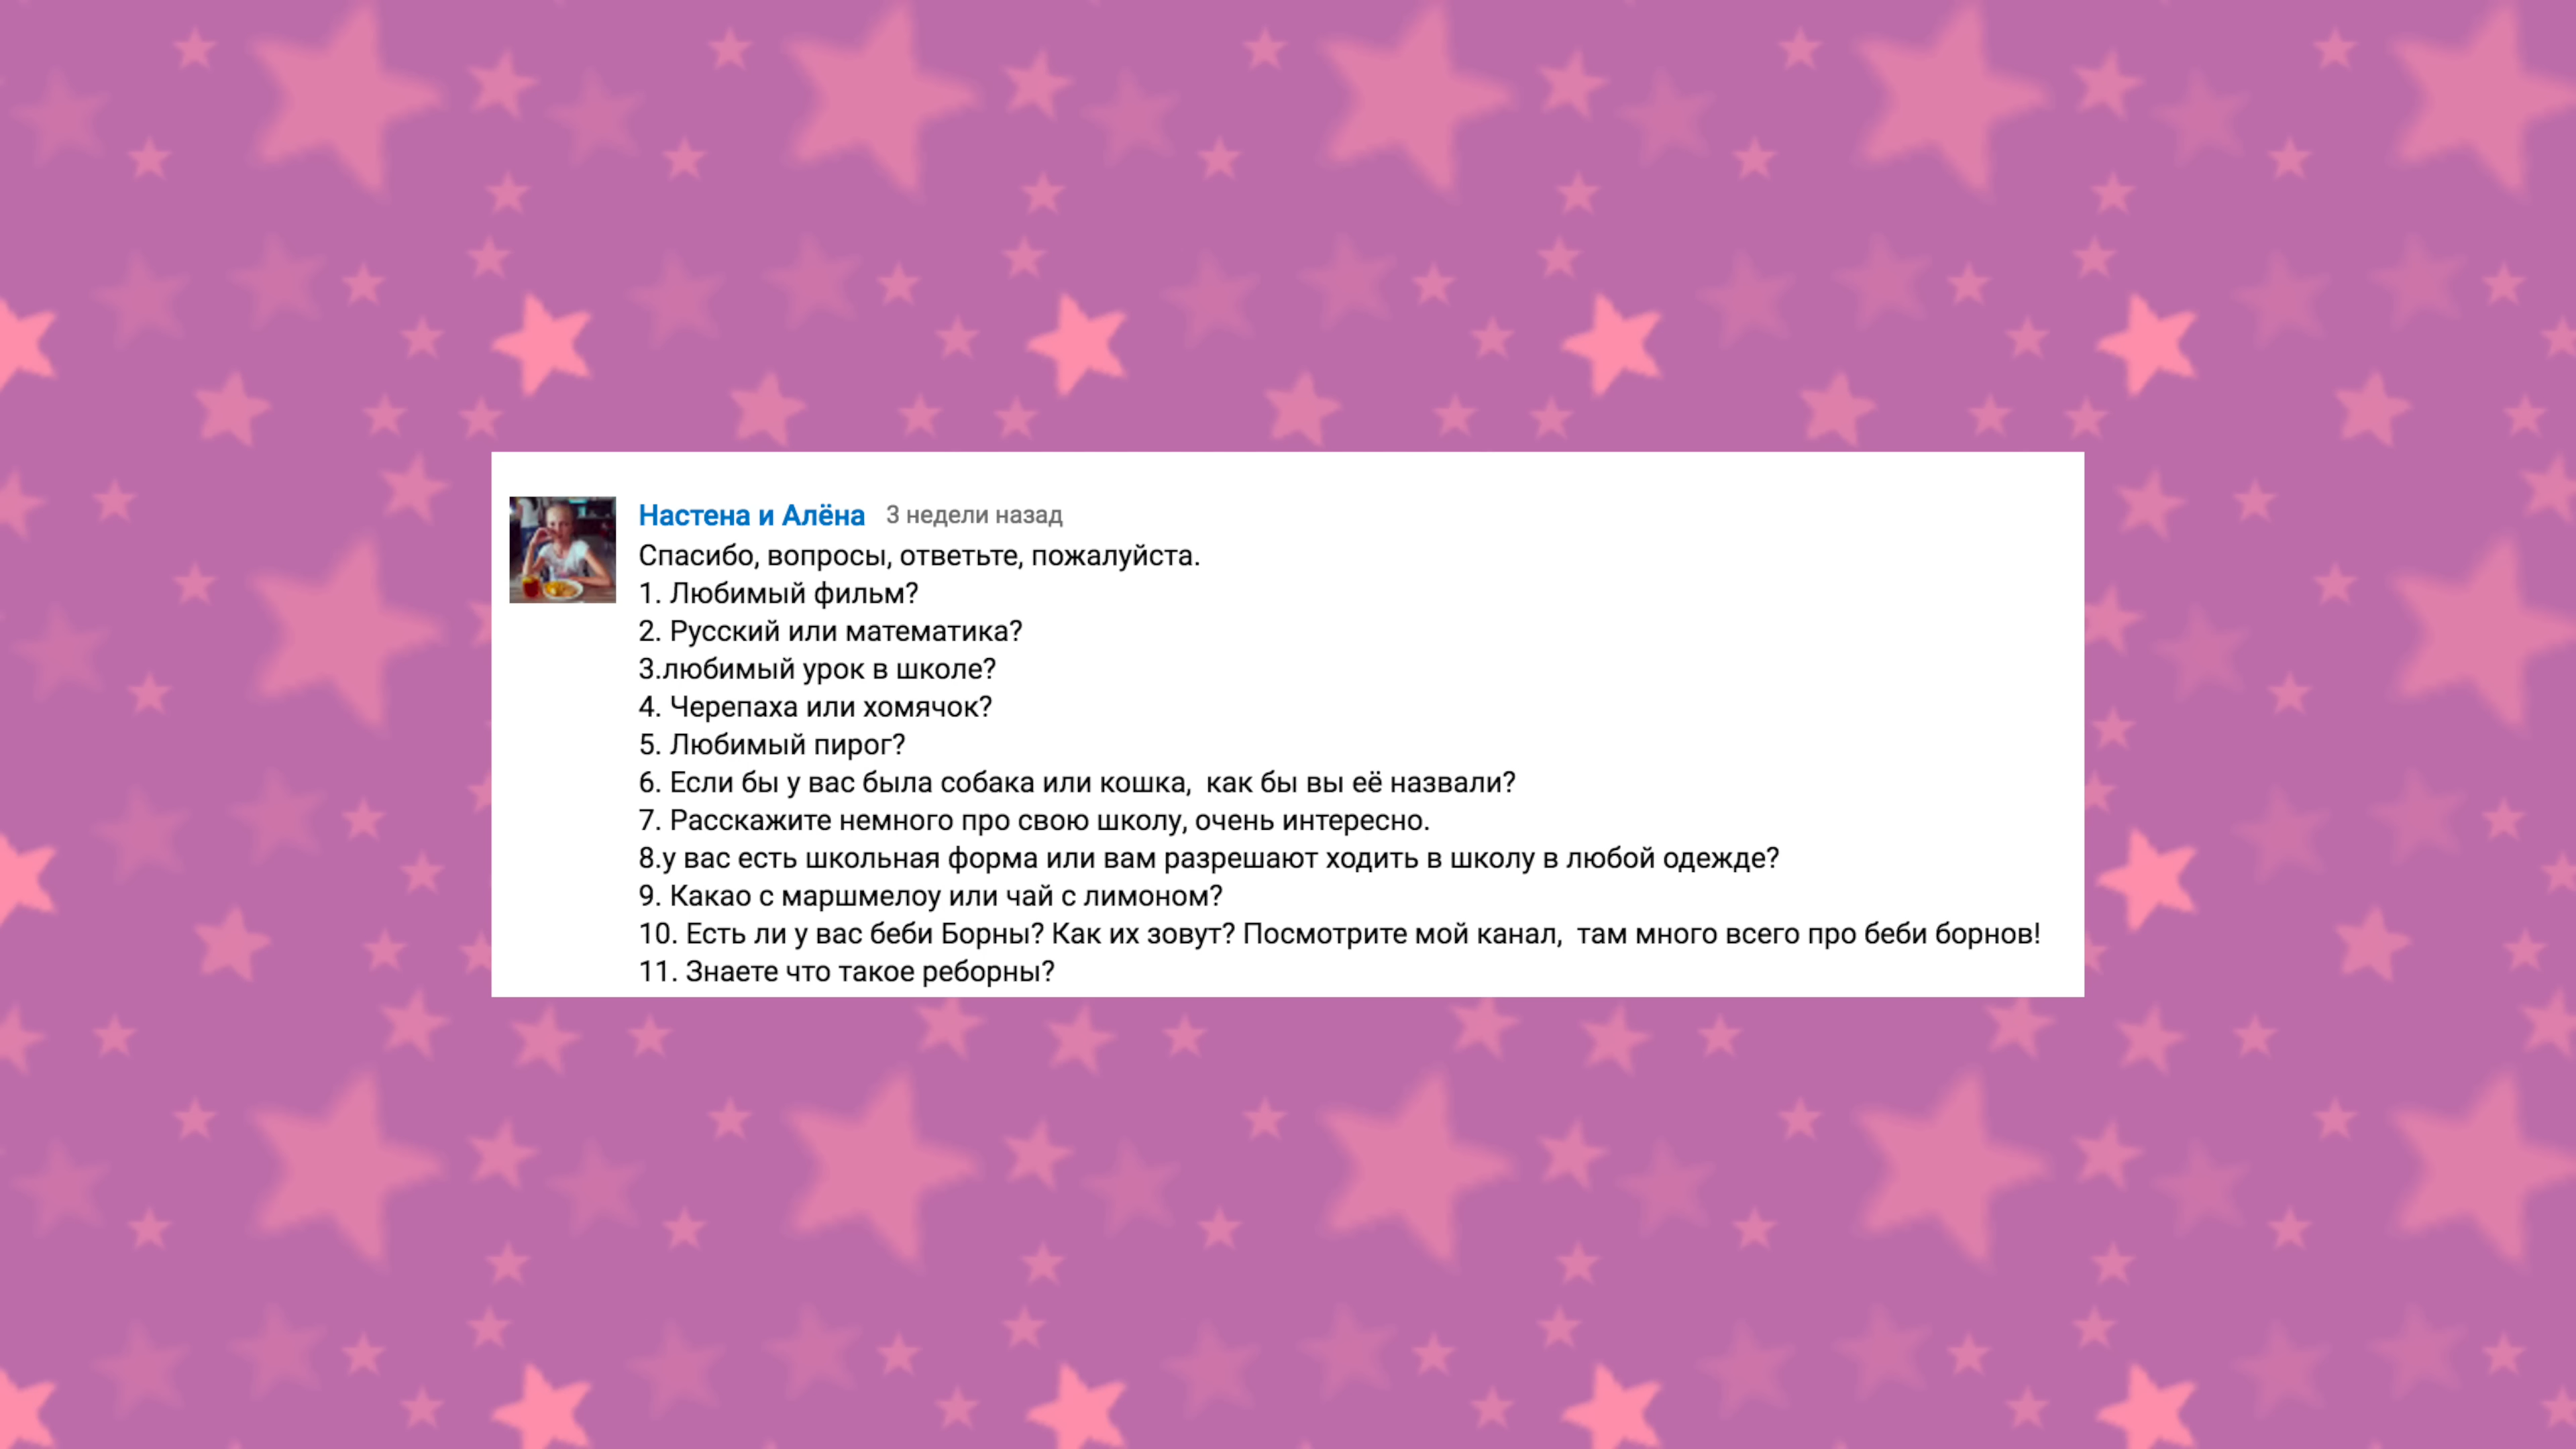 Настена и Алёна 3 недели назад
Спасибо, вопросы, ответьте, пожалуйста.
1. Любимый фильм?
2. Русский или математика?
3.любимый урок в школе?
4. Черепаха или хомячок?
5. Любимый пирог?
6. Если бы у вас была собака или кошка,  как бы вы её назвали?
7. Расскажите немного про свою школу, очень интересно.
8.у вас есть школьная форма или вам разрешают ходить в школу в любой одежде?
9. Какао с маршмелоу или чай с лимоном?
10. Есть ли у вас беби Борны? Как их зовут? Посмотрите мой канал,  там много всего про беби борнов!
11. Знаете что такое реборны?